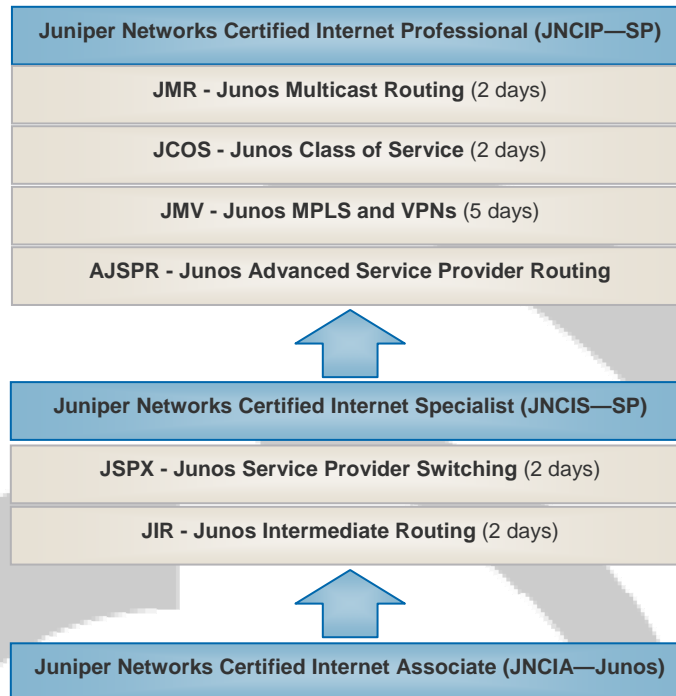 Juniper Networks Certified Internet Professional (JNCIP—SP)
JMR - Junos Multicast Routing (2 days)
JCOS - Junos Class of Service (2 days)
JMV - Junos MPLS and VPNs (5 days)
AJSPR - Junos Advanced Service Provider Routing
Juniper Networks Certified Internet Specialist (JNCIS—SP)
JSPX - Junos Service Provider Switching (2 days)
JIR - Junos Intermediate Routing (2 days)
Juniper Networks Certified Internet Associate (JNCIA—Junos)